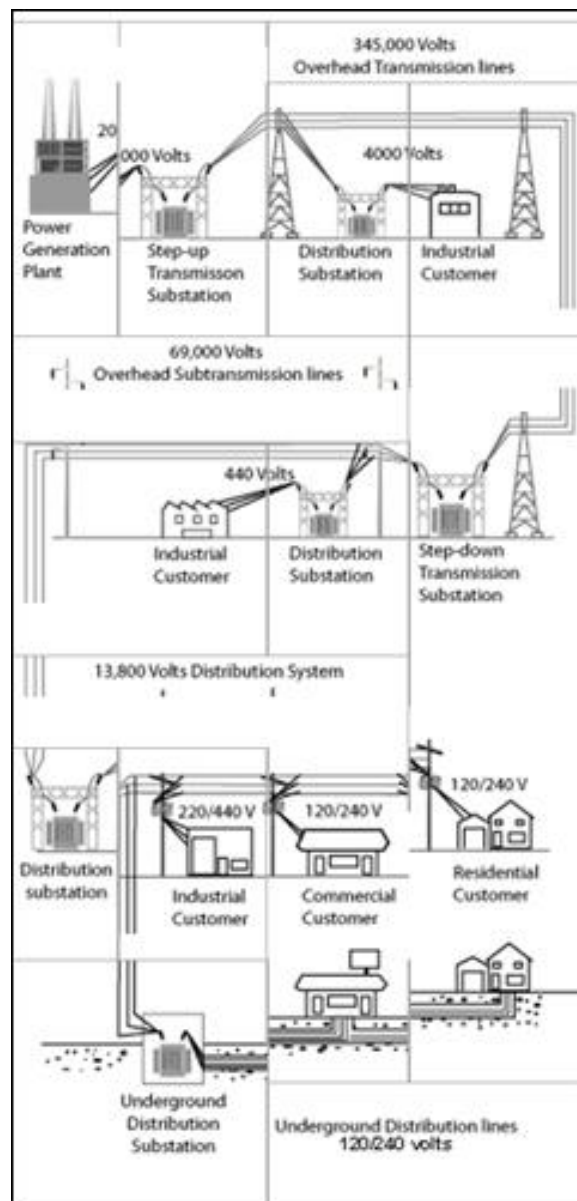 345,000 Volts
Overhead Transmission lines
20
000 Volts
4000 Volts
Power
Generation
Plant
Step-up
Transmisson
Substation
Distribution
Substation
Industrial
Customer
69,000 Volts
Overhead Subtransmission lines
440 Volts
Industrial
Customer
Distribution
Substation
Step-down
Transmission
Substation
13,800 Volts Distribution System
220/440 V
120/240 V
120/240 V
Distribution
substation
Industrial
Customer
Commercial
Customer
Residential
Customer
Underground
Distribution
Substation
Underground Distribution lines
120/240 volts